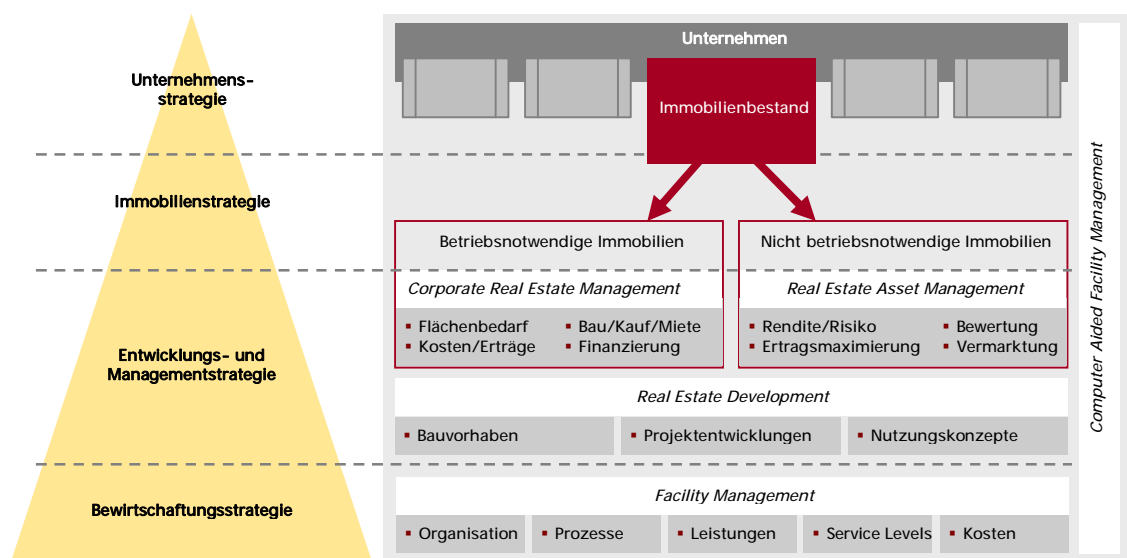 Unternehmens-
strategie
Immobilienstrategie
Entwicklungs- und
Managementstrategie
Bewirtschaftungsstrategie
Unternehmen
Immobilienbestand
Betriebsnotwendige Immobilien
Nicht betriebsnotwendige Immobilien
Corporate Real Estate Management
▪ Flächenbedarf
▪ Kosten/Erträge
▪ Bau/Kauf/Miete
▪ Finanzierung
Real Estate Asset Management
▪ Rendite/Risiko
▪ Ertragsmaximierung
▪ Bewertung
▪ Vermarktung
Real Estate Development
▪ Bauvorhaben
▪ Projektentwicklungen
▪ Nutzungskonzepte
Facility Management
▪ Organisation
▪ Prozesse
▪ Leistungen
▪ Service Levels
▪ Kosten
Computer Aided Facility Management